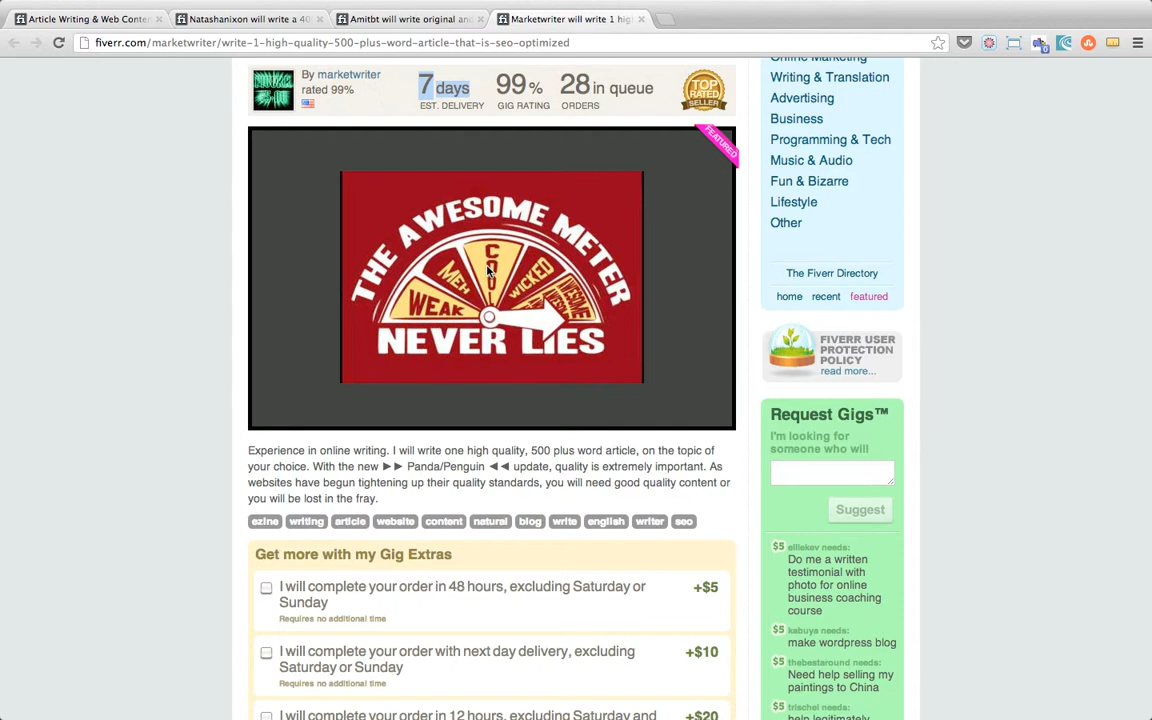 Article Writing & Web Conten
Natashanixon will write a 40
Amitbt will write original and
Marketwriter will write 1 hig
fiverr.com/marketwriter/write-1-high-quality-500-plus-word-article-that-is-seo-optimized
By marketwriter
rated 99%
7 days
EST. DELIVERY
99%
GIG RATING
28 in queue
ORDERS
TOP RATED SELLER
FEATURED
THE AWESOME METER
WEAK
MEH
COOL
WICKED
AWESOME
NEVER LIES
Experience in online writing. I will write one high quality, 500 plus word article, on the topic of
your choice. With the new ►► Panda/Penguin ◄◄ update, quality is extremely important. As
websites have begun tightening up their quality standards, you will need good quality content or
you will be lost in the fray.
ezine writing article website content natural blog write english writer seo
Get more with my Gig Extras
I will complete your order in 48 hours, excluding Saturday or
Sunday
+$5
Requires no additional time
I will complete your order with next day delivery, excluding
Saturday or Sunday
+$10
Requires no additional time
I will complete your order in 12 hours, excluding Saturday and
+$20
Online Marketing
Writing & Translation
Advertising
Business
Programming & Tech
Music & Audio
Fun & Bizarre
Lifestyle
Other
The Fiverr Directory
home recent featured
FIVERR USER
PROTECTION
POLICY
read more...
Request Gigs™
I'm looking for
someone who will
Suggest
$5 elliskev needs:
Do me a written
testimonial with
photo for online
business coaching
course
$5 kabuya needs:
make wordpress blog
$5 thebestaround needs:
Need help selling my
paintings to China
$5 trischel needs:
help legitimately